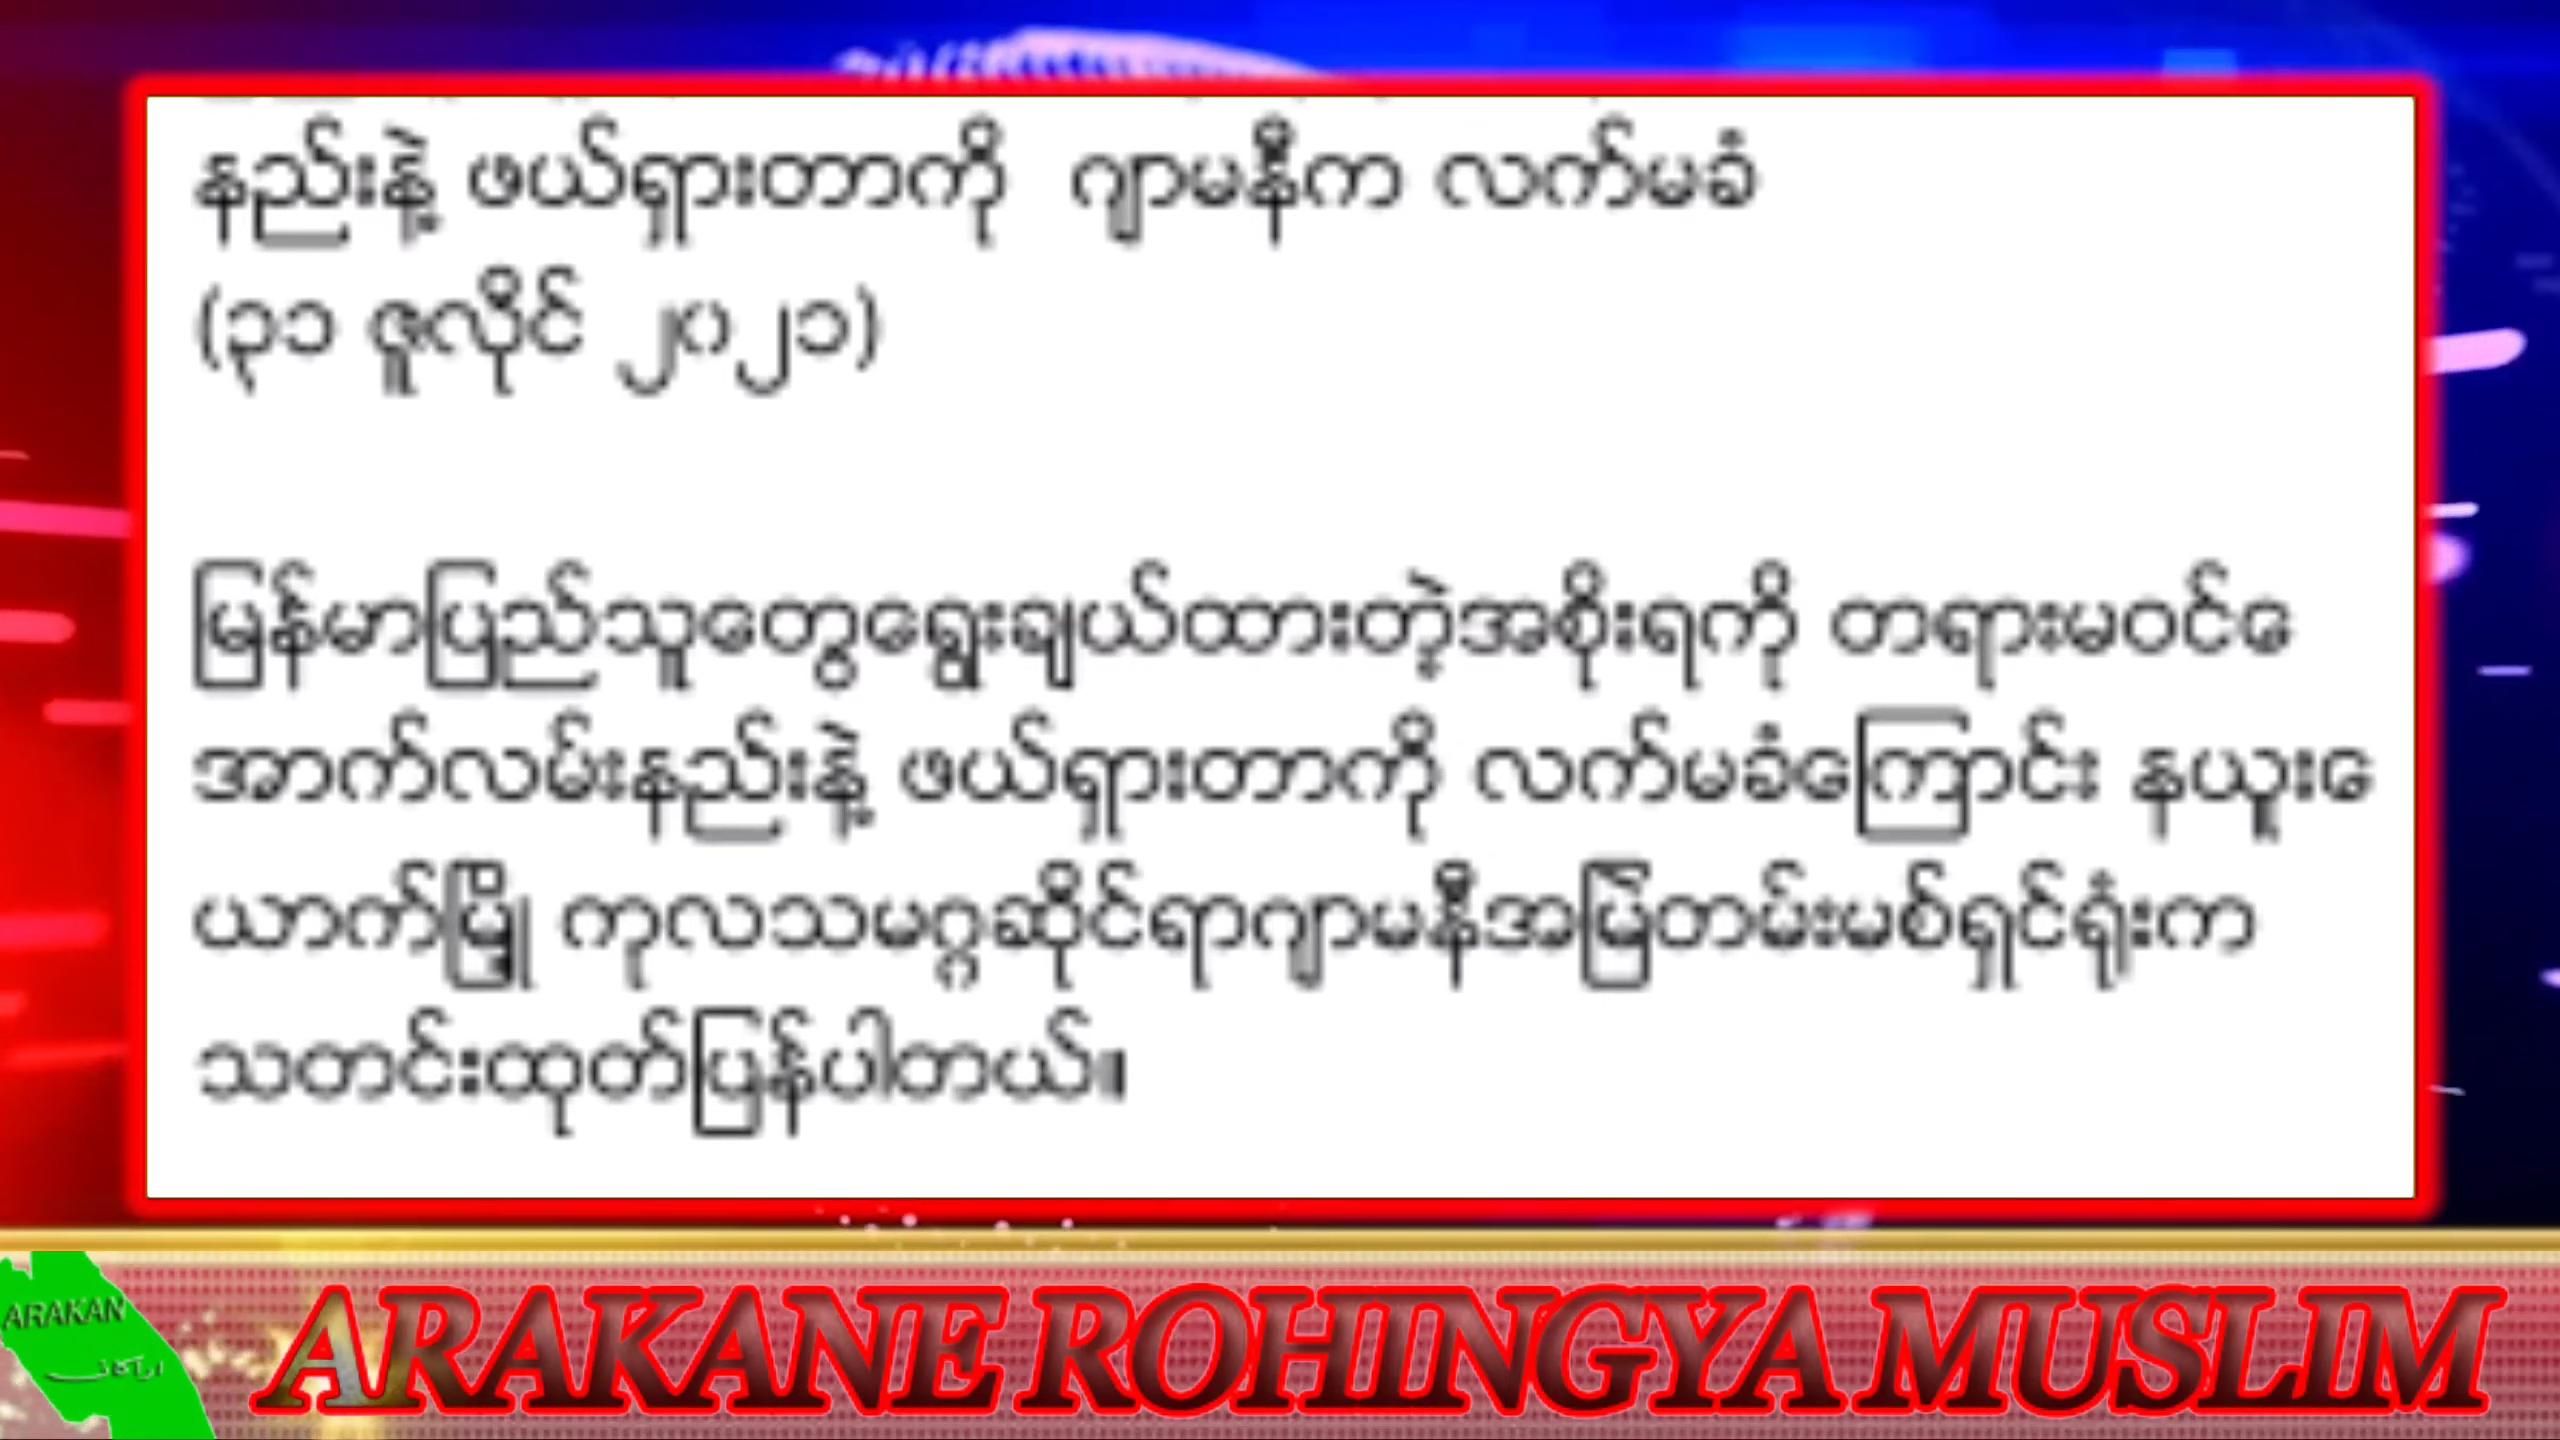 နည်းနဲ့ ဖယ်ရှားတာကို ဂျာမနီက လက်မခံ
(၃၁ ဇူလိုင် ၂၀၂၁)
မြန်မာပြည်သူတွေရွေးချယ်ထားတဲ့အစိုးရကို တရားမဝင်ေ
အာက်လမ်းနည်းနဲ့ ဖယ်ရှားတာကို လက်မခံကြောင်း နယူးေ
ယာက်မြို့ ကုလသမဂ္ဂဆိုင်ရာဂျာမနီအမြဲတမ်းမစ်ရှင်ရုံးက
သတင်းထုတ်ပြန်ပါတယ်။
ARAKAN
اراكان
ARAKANE ROHINGYA MUSLIM